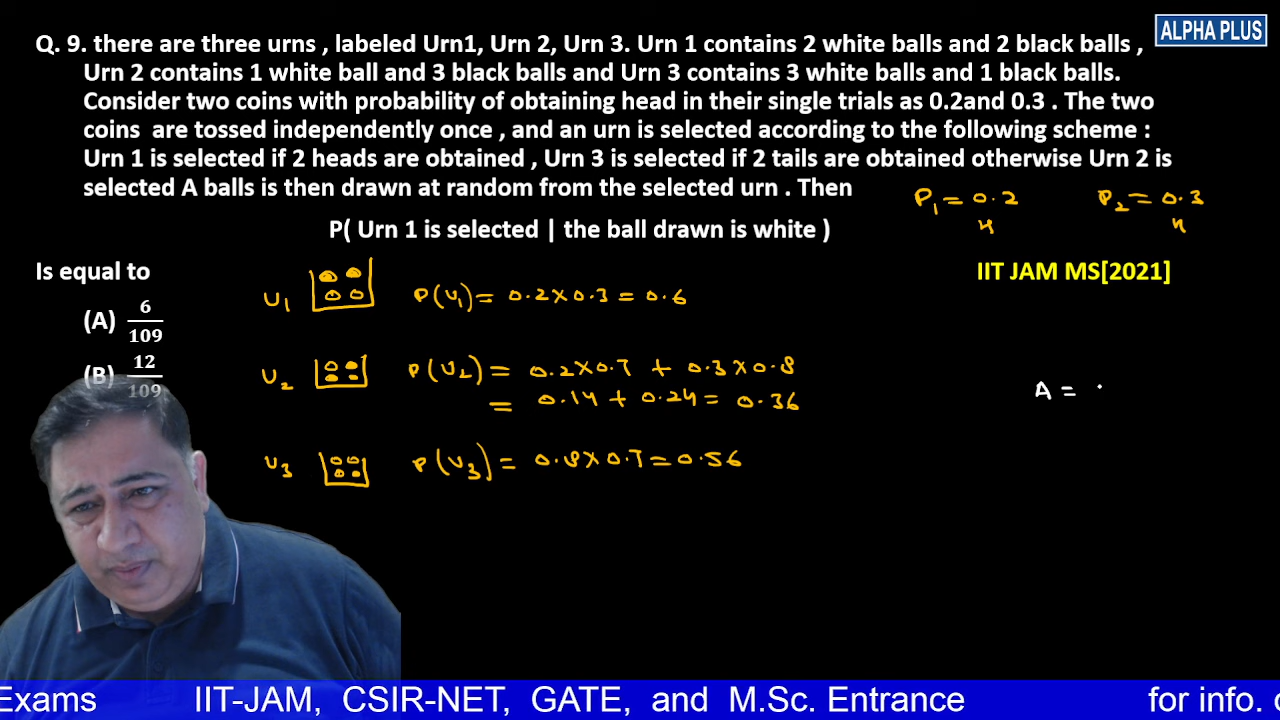 ALPHA PLUS
Q. 9. there are three urns , labeled Urn1, Urn 2, Urn 3. Urn 1 contains 2 white balls and 2 black balls ,
Urn 2 contains 1 white ball and 3 black balls and Urn 3 contains 3 white balls and 1 black balls.
Consider two coins with probability of obtaining head in their single trials as 0.2and 0.3 . The two
coins are tossed independently once , and an urn is selected according to the following scheme :
Urn 1 is selected if 2 heads are obtained , Urn 3 is selected if 2 tails are obtained otherwise Urn 2 is
selected A balls is then drawn at random from the selected urn . Then
P₁ = 0.2 P₂ = 0.3
H H
P( Urn 1 is selected | the ball drawn is white )
Is equal to
IIT JAM MS[2021]
(A) 6/109
(B) 12/109
U₁ P(U₁) = 0.2×0.3 = 0.6
U₂ P(U₂) = 0.2×0.7 + 0.3×0.8
= 0.14 + 0.24 = 0.36
A =
U₃ P(U₃) = 0.8×0.7 = 0.56
Exams IIT-JAM, CSIR-NET, GATE, and M.Sc. Entrance for info.